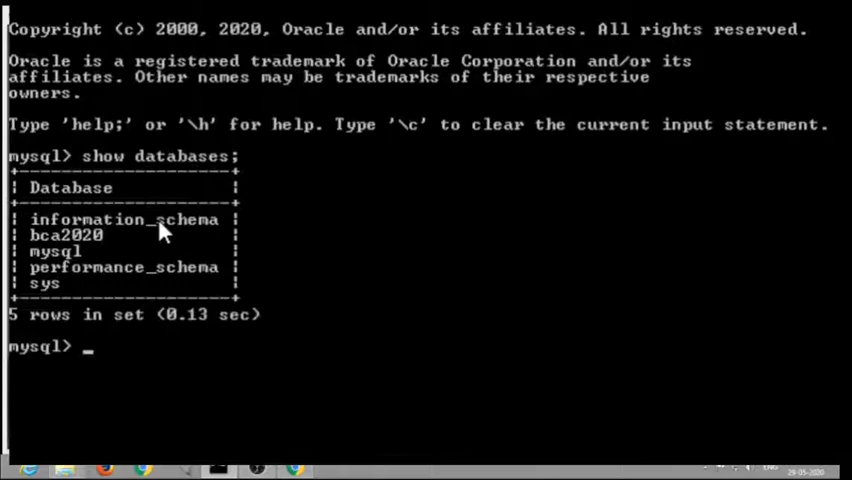 Copyright (c) 2000, 2020, Oracle and/or its affiliates. All rights reserved.
Oracle is a registered trademark of Oracle Corporation and/or its
affiliates. Other names may be trademarks of their respective
owners.
Type 'help;' or '\h' for help. Type '\c' to clear the current input statement.
mysql> show databases;
+--------------------+
| Database           |
+--------------------+
| information_schema |
| bca2020            |
| mysql              |
| performance_schema |
| sys                |
+--------------------+
5 rows in set (0.13 sec)
mysql> _
29-05-2020